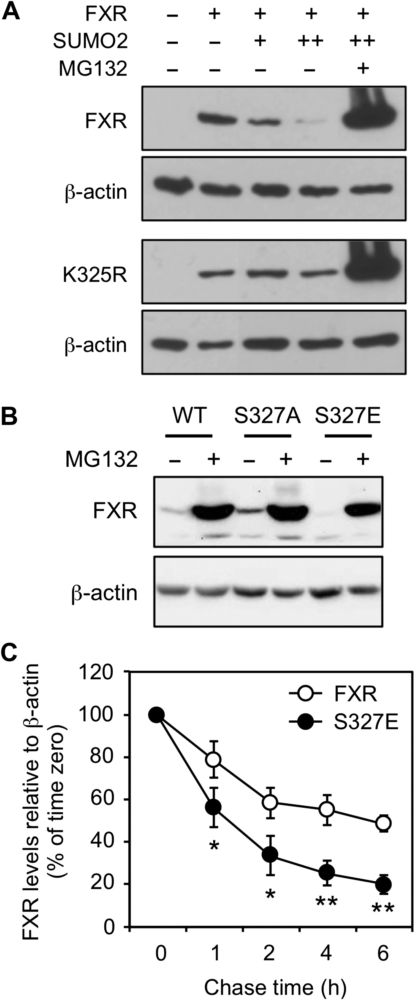 A
FXR – + + + +
SUMO2 – – + ++ ++
MG132 – – – – +
FXR
β-actin
K325R
β-actin
B
WT S327A S327E
MG132 – + – + – +
FXR
β-actin
C
FXR levels relative to β-actin
(% of time zero)
120
100
80
60
40
20
0
FXR
S327E
*
*
**
**
0 1 2 4 6
Chase time (h)